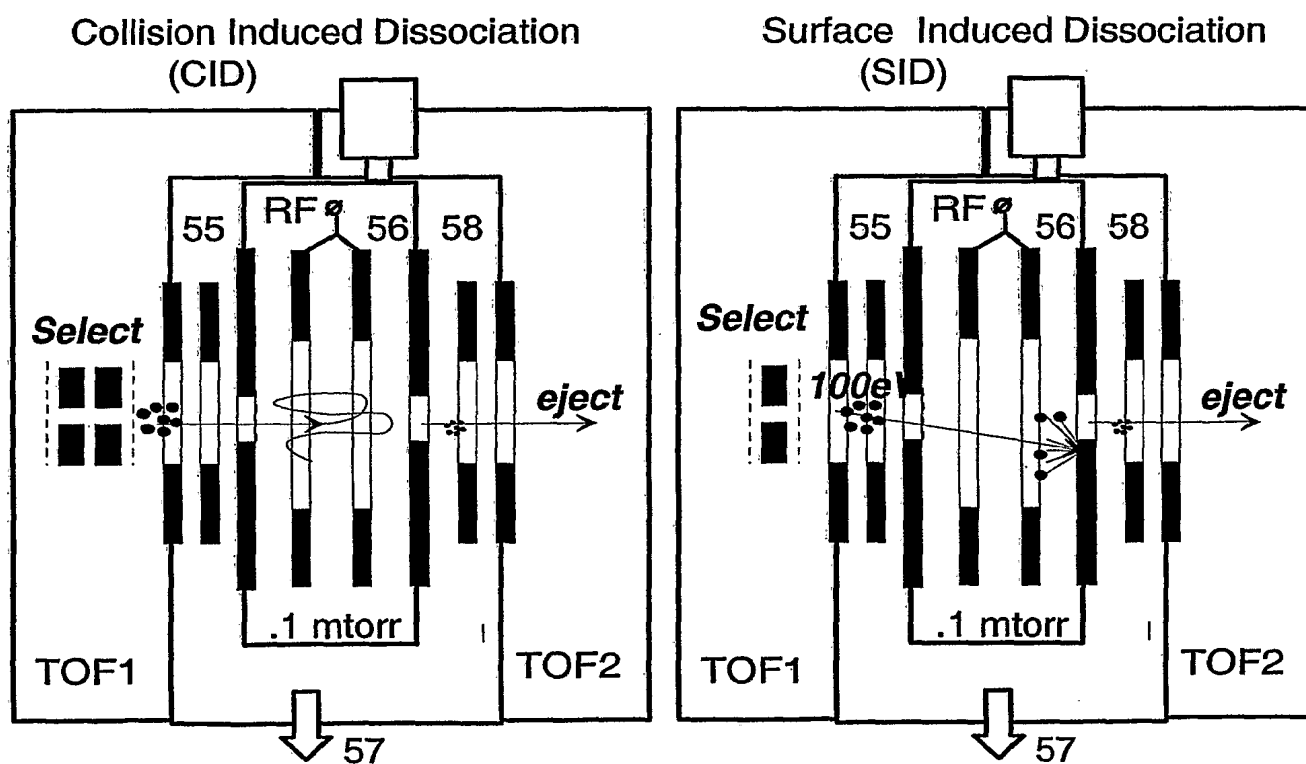 Collision Induced Dissociation
(CID)
RF
55
56
58
Select
eject
.1 mtorr
TOF1
TOF2
57
Surface Induced Dissociation
(SID)
RF
55
56
58
Select
100eV
eject
.1 mtorr
TOF1
TOF2
57